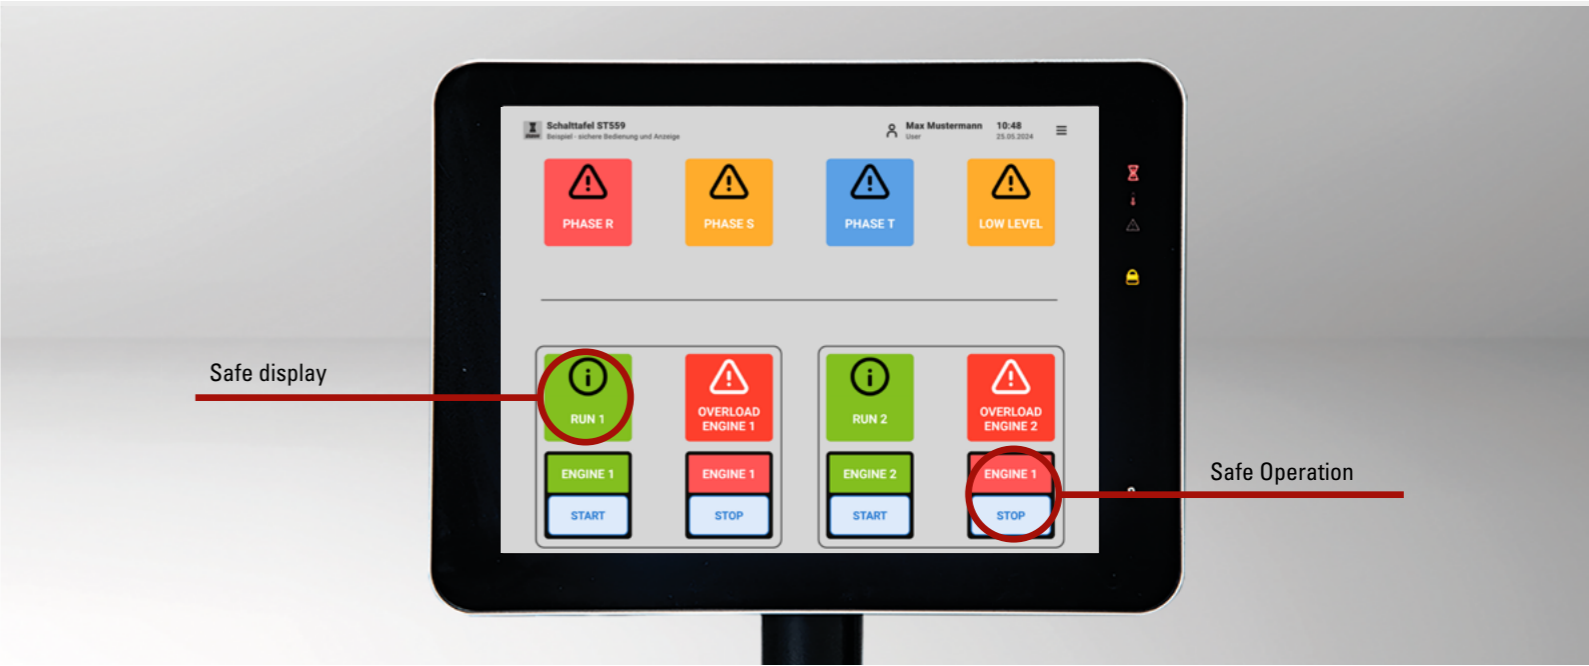 Schalttafel ST559
Beispiel - sichere Bedienung und Anzeige
Max Mustermann
User
10:48
25.05.2024
PHASE R
PHASE S
PHASE T
LOW LEVEL
Safe display
RUN 1
OVERLOAD
ENGINE 1
RUN 2
OVERLOAD
ENGINE 2
ENGINE 1
START
ENGINE 1
STOP
ENGINE 2
START
ENGINE 1
STOP
Safe Operation